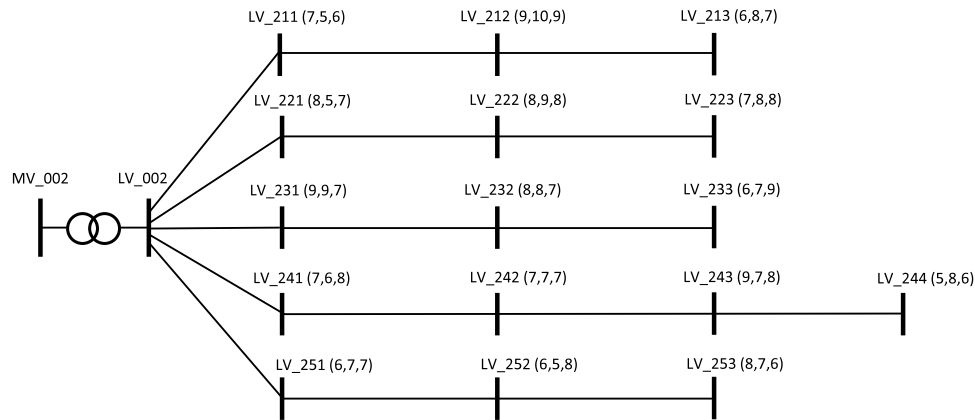 LV_211 (7,5,6) LV_212 (9,10,9) LV_213 (6,8,7)
LV_221 (8,5,7) LV_222 (8,9,8) LV_223 (7,8,8)
MV_002 LV_002
LV_231 (9,9,7) LV_232 (8,8,7) LV_233 (6,7,9)
LV_241 (7,6,8) LV_242 (7,7,7) LV_243 (9,7,8) LV_244 (5,8,6)
LV_251 (6,7,7) LV_252 (6,5,8) LV_253 (8,7,6)